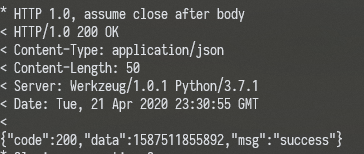 * HTTP 1.0, assume close after body
< HTTP/1.0 200 OK
< Content-Type: application/json
< Content-Length: 50
< Server: Werkzeug/1.0.1 Python/3.7.1
< Date: Tue, 21 Apr 2020 23:30:55 GMT
<
{"code":200,"data":1587511855892,"msg":"success"}